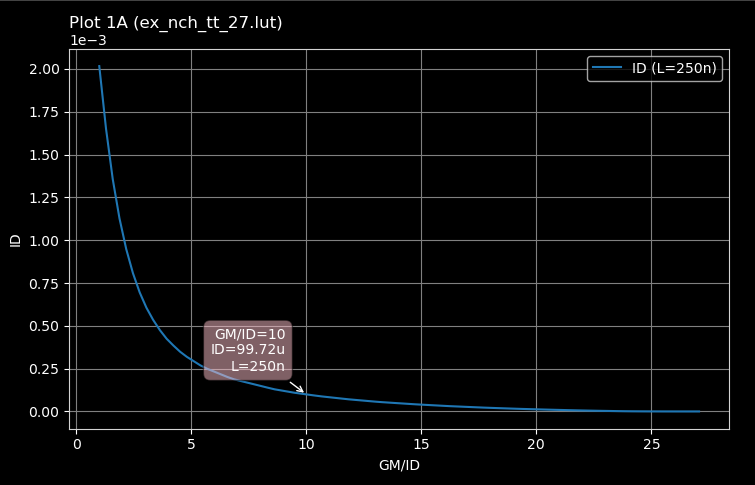 Plot 1A (ex_nch_tt_27.lut)
1e−3
ID (L=250n)
2.00
1.75
1.50
1.25
1.00
0.75
0.50
0.25
0.00
ID
GM/ID=10
ID=99.72u
L=250n
0 5 10 15 20 25
GM/ID